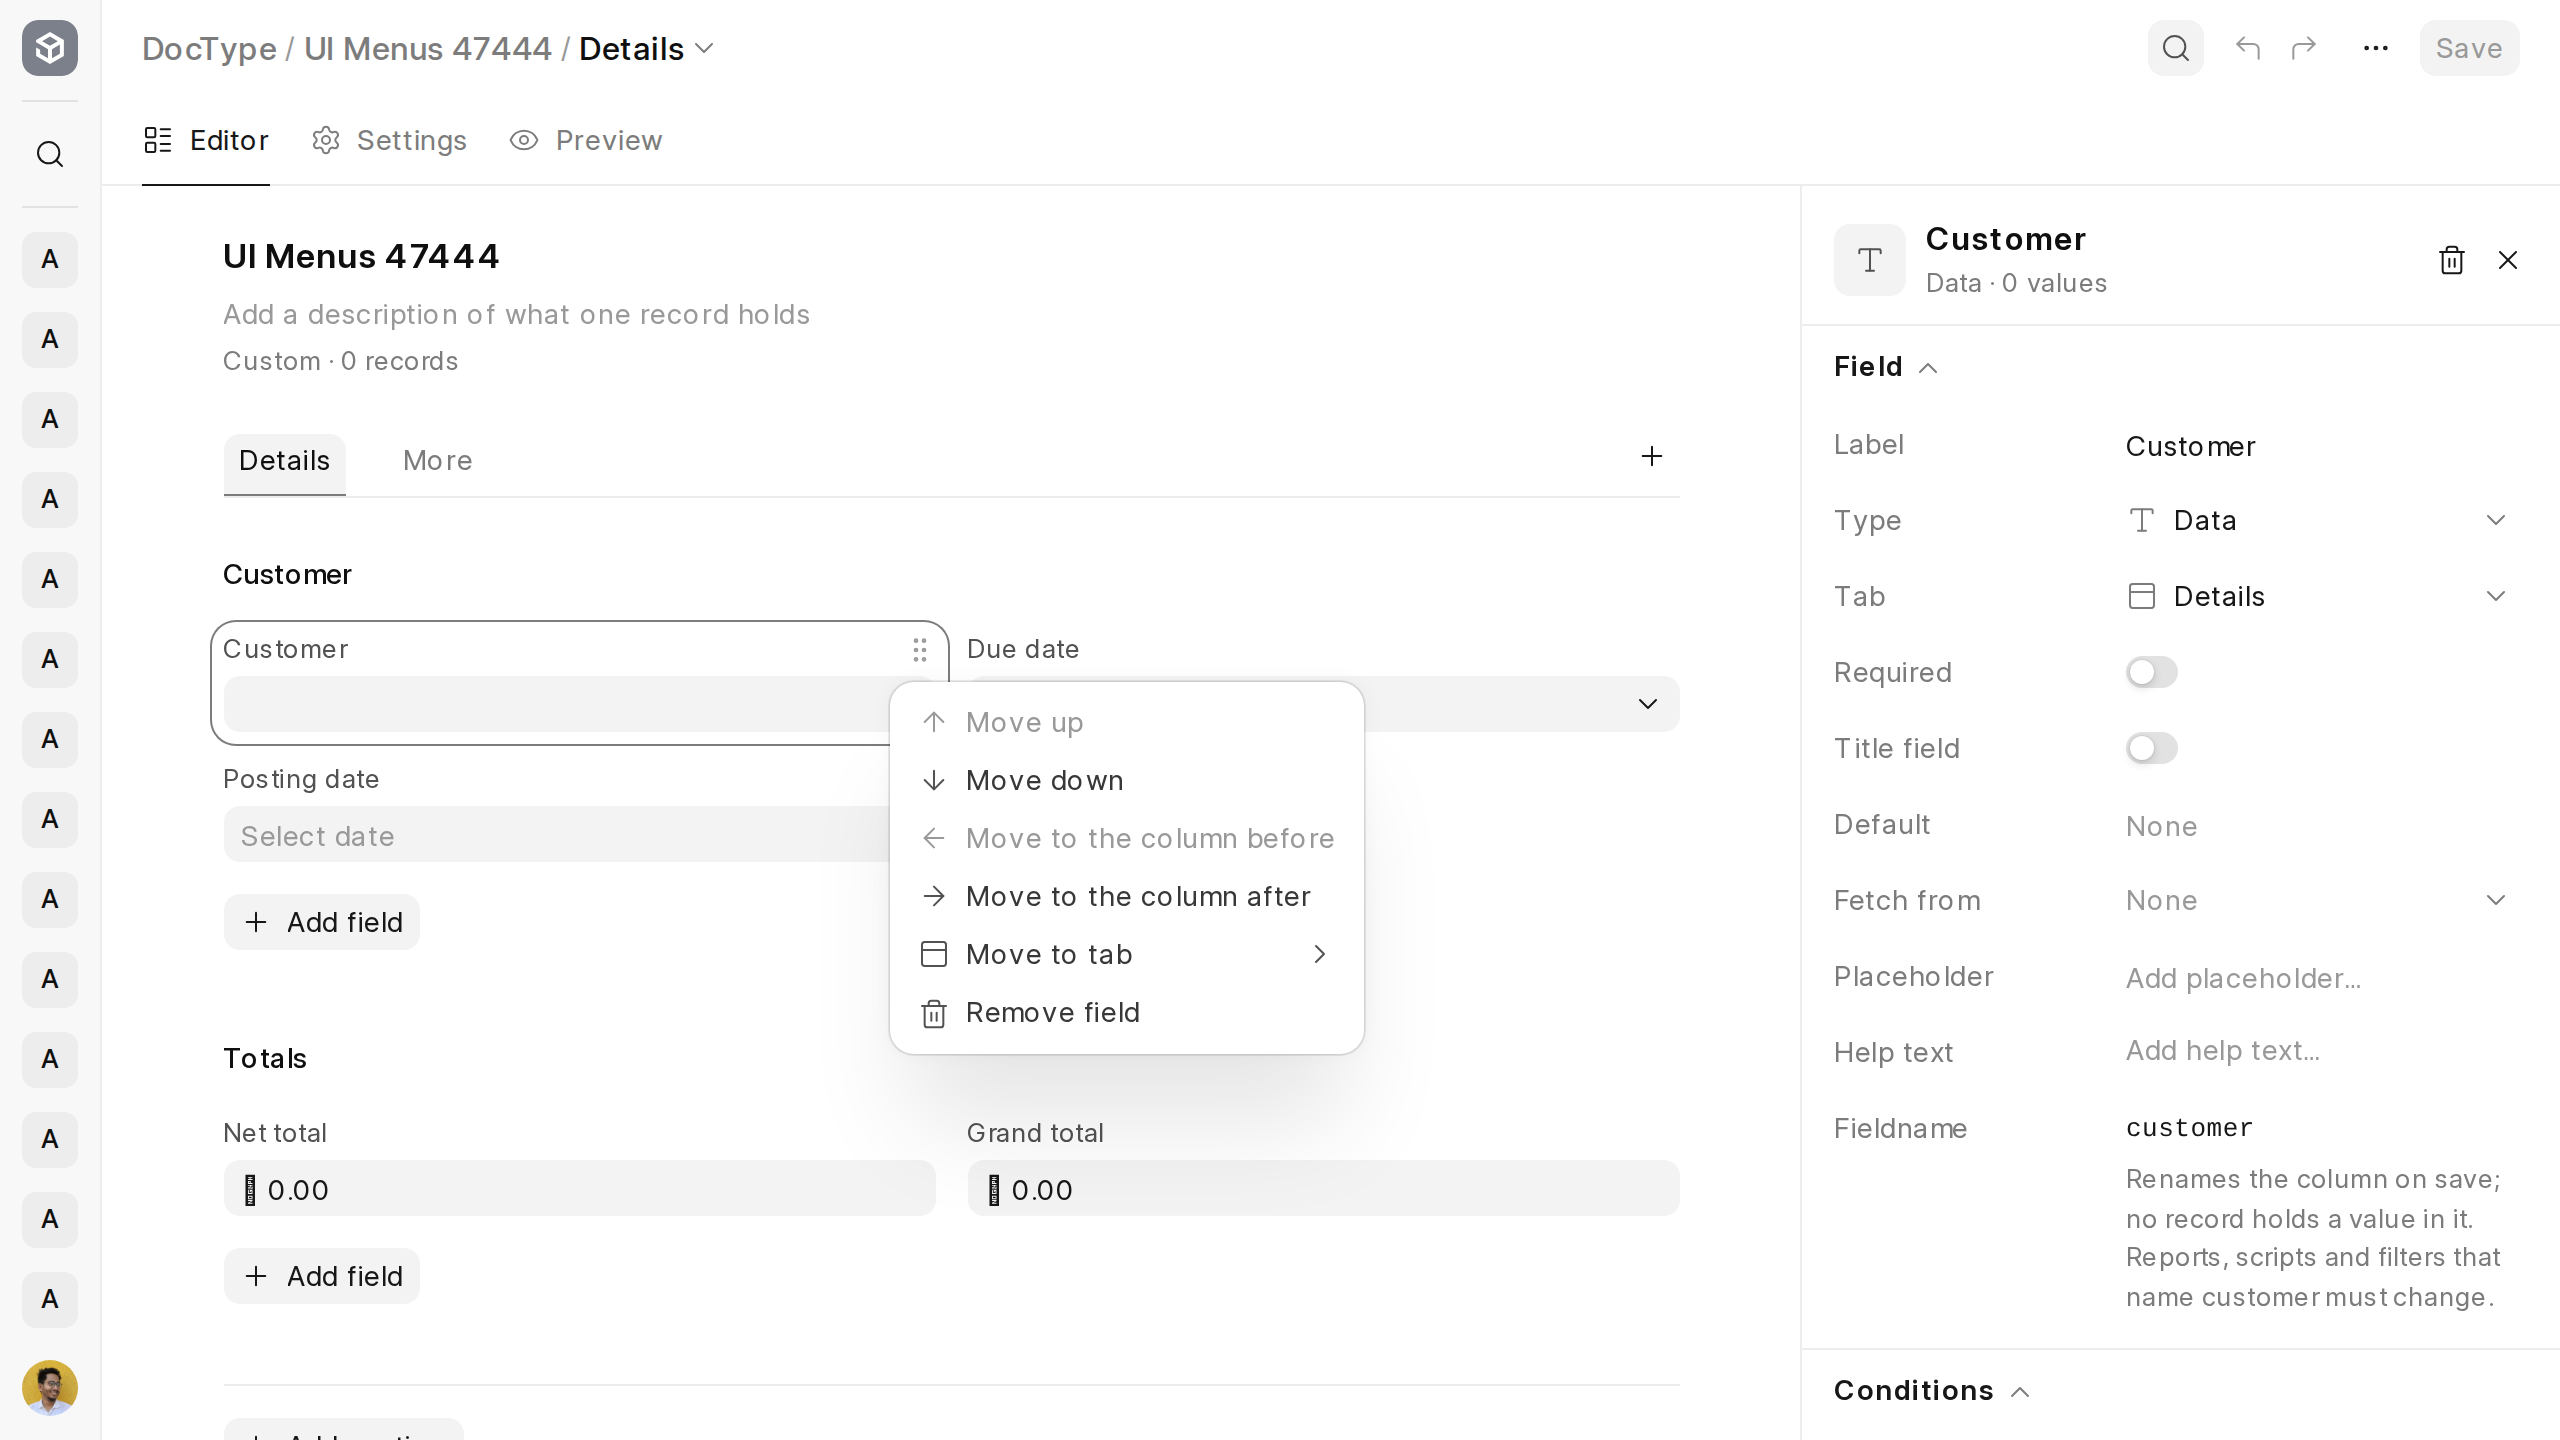 DocType / UI Menus 47444 / Details
Save
Editor
Settings
Preview
A
A
A
A
A
A
A
A
A
A
A
A
A
A
UI Menus 47444
Add a description of what one record holds
Custom · 0 records
Details
More
Customer
Customer
Due date
Posting date
Select date
Add field
Move up
Move down
Move to the column before
Move to the column after
Move to tab
Remove field
Totals
Net total
Grand total
0.00
0.00
Add field
Customer
Data · 0 values
Field
Label
Customer
Type
Data
Tab
Details
Required
Title field
Default
None
Fetch from
None
Placeholder
Add placeholder...
Help text
Add help text...
Fieldname
customer
Renames the column on save;
no record holds a value in it.
Reports, scripts and filters that
name customer must change.
Conditions